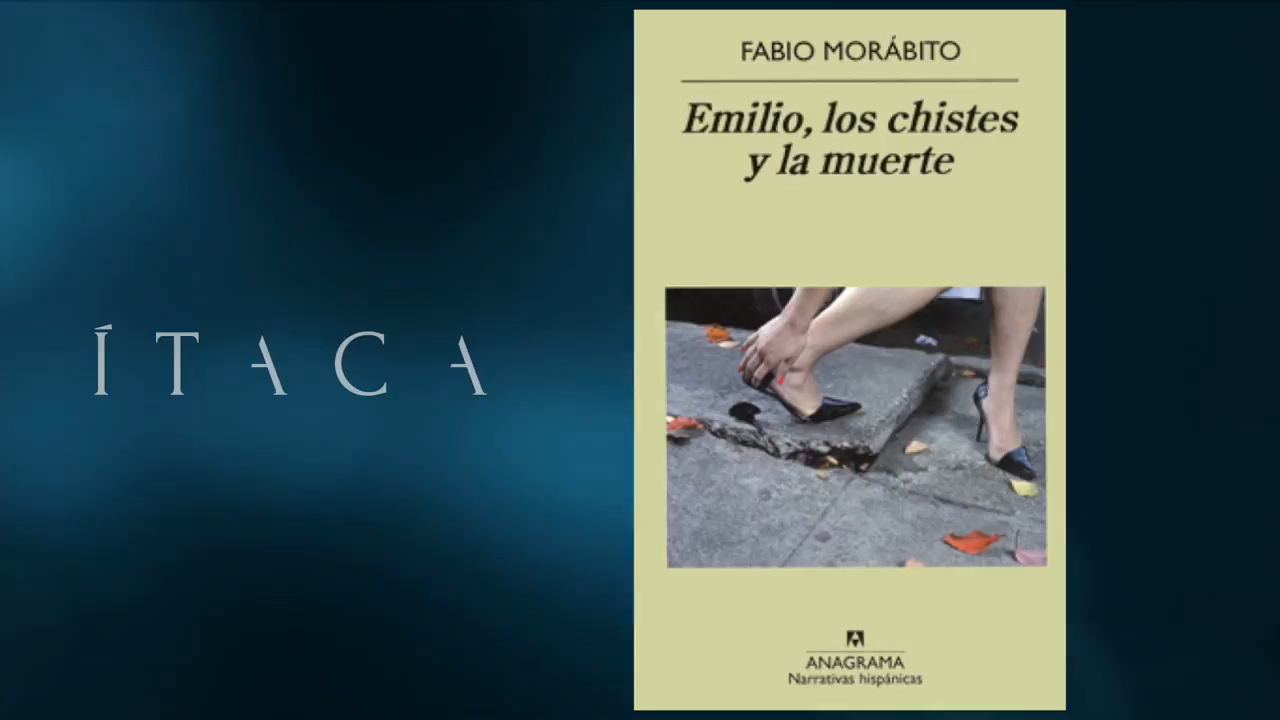 ÍTACA
FABIO MORÁBITO
Emilio, los chistes
y la muerte
ANAGRAMA
Narrativas hispánicas